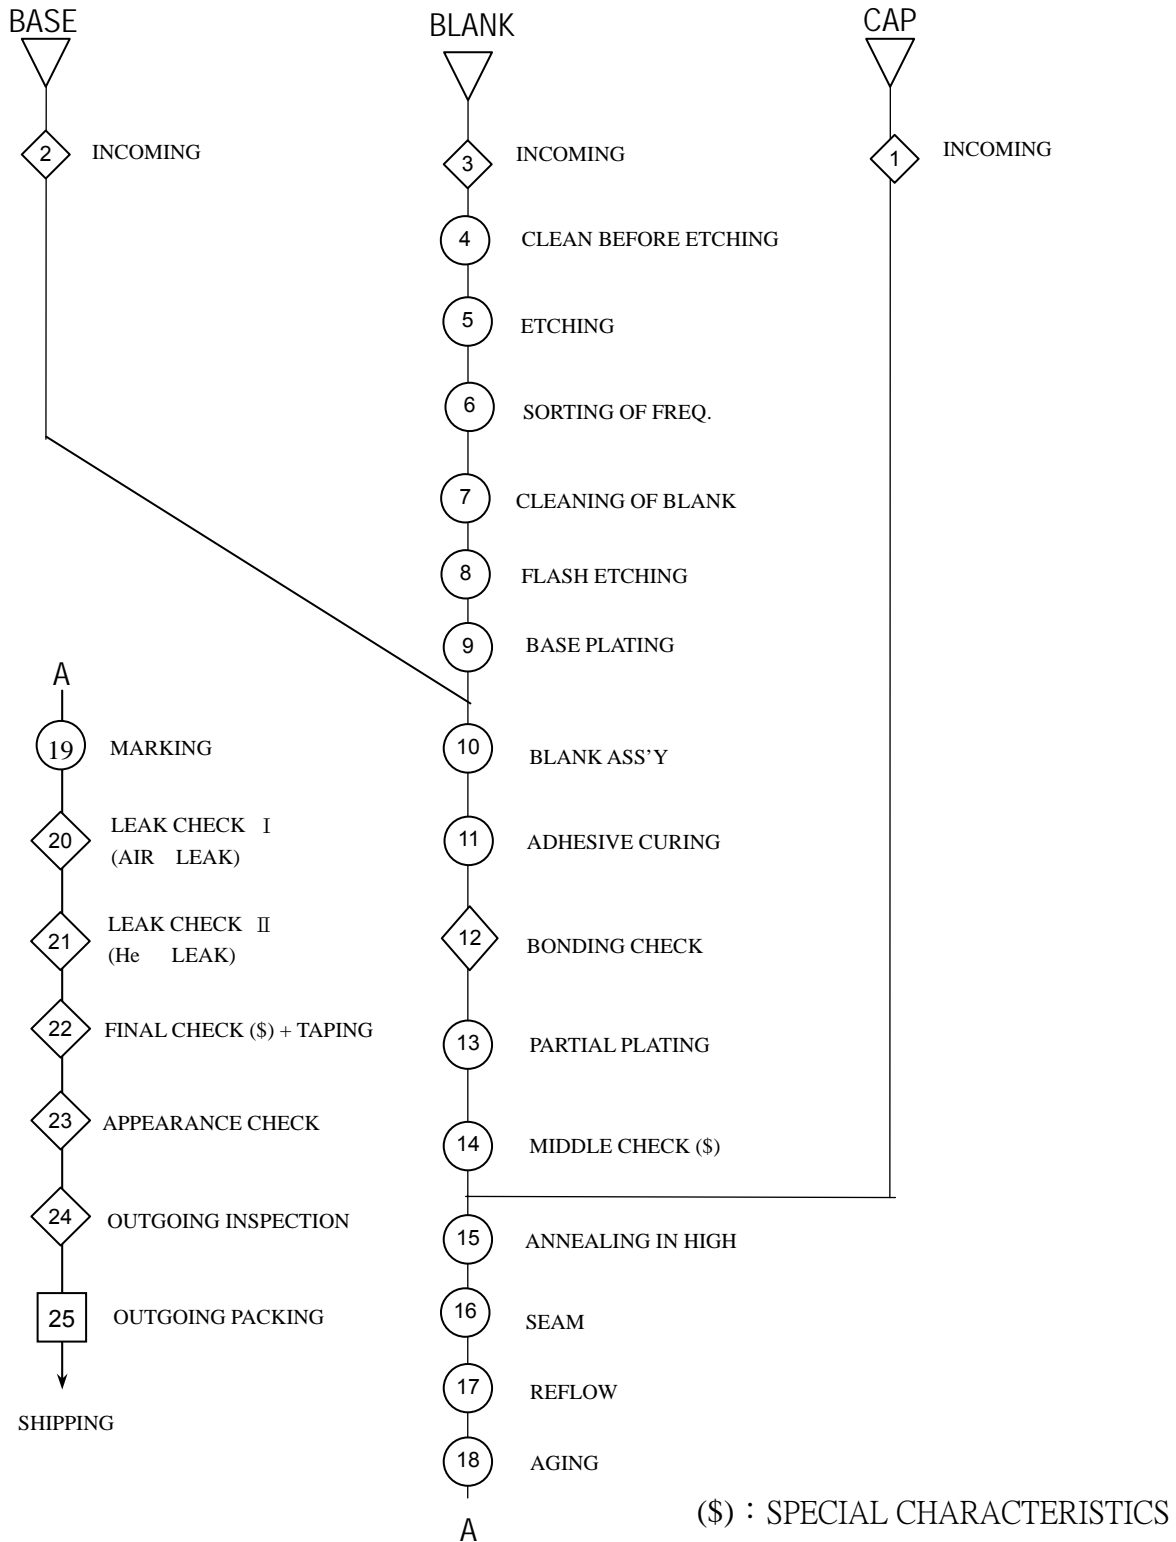 BASE
BLANK
CAP
2 INCOMING
3 INCOMING
1 INCOMING
4 CLEAN BEFORE ETCHING
5 ETCHING
6 SORTING OF FREQ.
7 CLEANING OF BLANK
8 FLASH ETCHING
9 BASE PLATING
10 BLANK ASS’Y
11 ADHESIVE CURING
12 BONDING CHECK
13 PARTIAL PLATING
14 MIDDLE CHECK ($)
15 ANNEALING IN HIGH
16 SEAM
17 REFLOW
18 AGING
A
A
19 MARKING
20 LEAK CHECK Ⅰ
(AIR LEAK)
21 LEAK CHECK Ⅱ
(He LEAK)
22 FINAL CHECK ($) + TAPING
23 APPEARANCE CHECK
24 OUTGOING INSPECTION
25 OUTGOING PACKING
SHIPPING
($)：SPECIAL CHARACTERISTICS